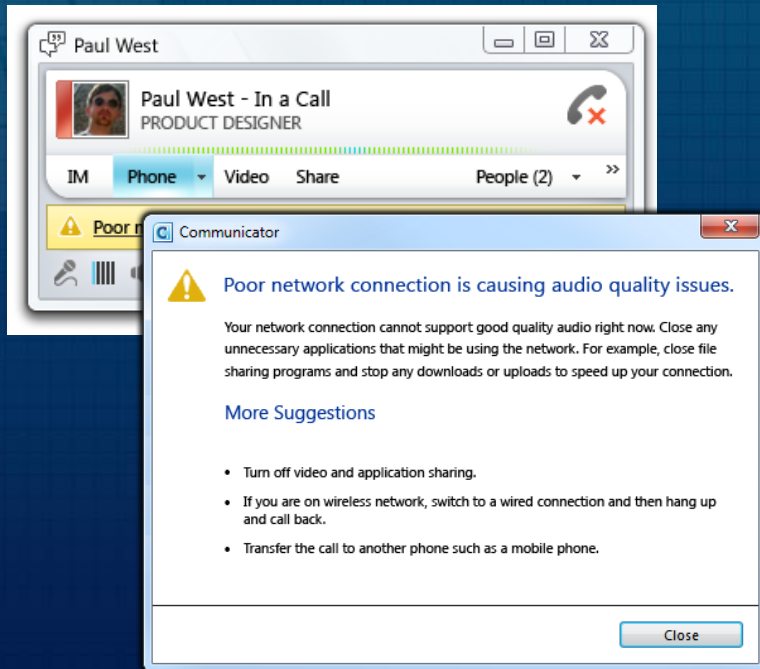 Paul West
Paul West - In a Call
PRODUCT DESIGNER
IM Phone Video Share People (2) »
Poor
Communicator
Poor network connection is causing audio quality issues.
Your network connection cannot support good quality audio right now. Close any
unnecessary applications that might be using the network. For example, close file
sharing programs and stop any downloads or uploads to speed up your connection.
More Suggestions
• Turn off video and application sharing.
• If you are on wireless network, switch to a wired connection and then hang up
and call back.
• Transfer the call to another phone such as a mobile phone.
Close